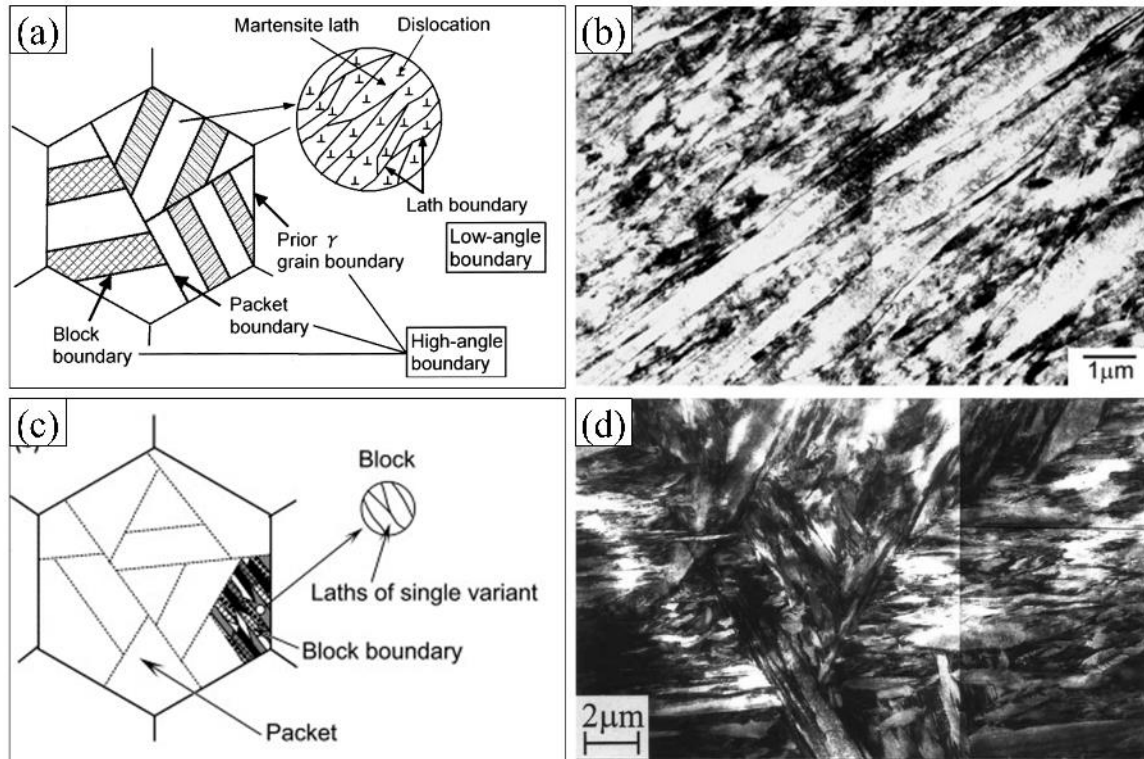 (a)
Martensite lath
Dislocation
Lath boundary
Low-angle
boundary
Prior γ
grain boundary
Packet
boundary
Block
boundary
High-angle
boundary
(b)
1μm
(c)
Block
Laths of single variant
Block boundary
Packet
(d)
2μm